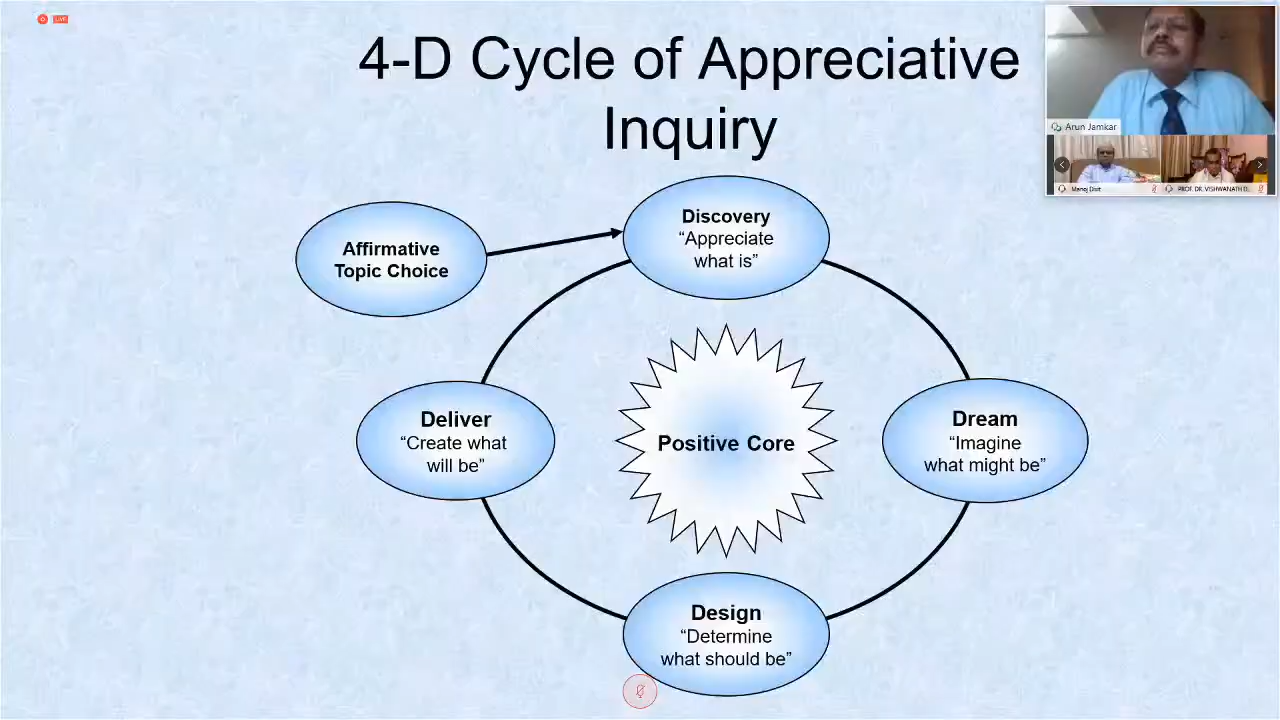 LIVE
4-D Cycle of Appreciative
Inquiry
Arun Jamkar
Manoj Dixit
PROF. DR. VISHWANATH D..
Affirmative
Topic Choice
Discovery
“Appreciate
what is”
Deliver
“Create what
will be”
Positive Core
Dream
“Imagine
what might be”
Design
“Determine
what should be”